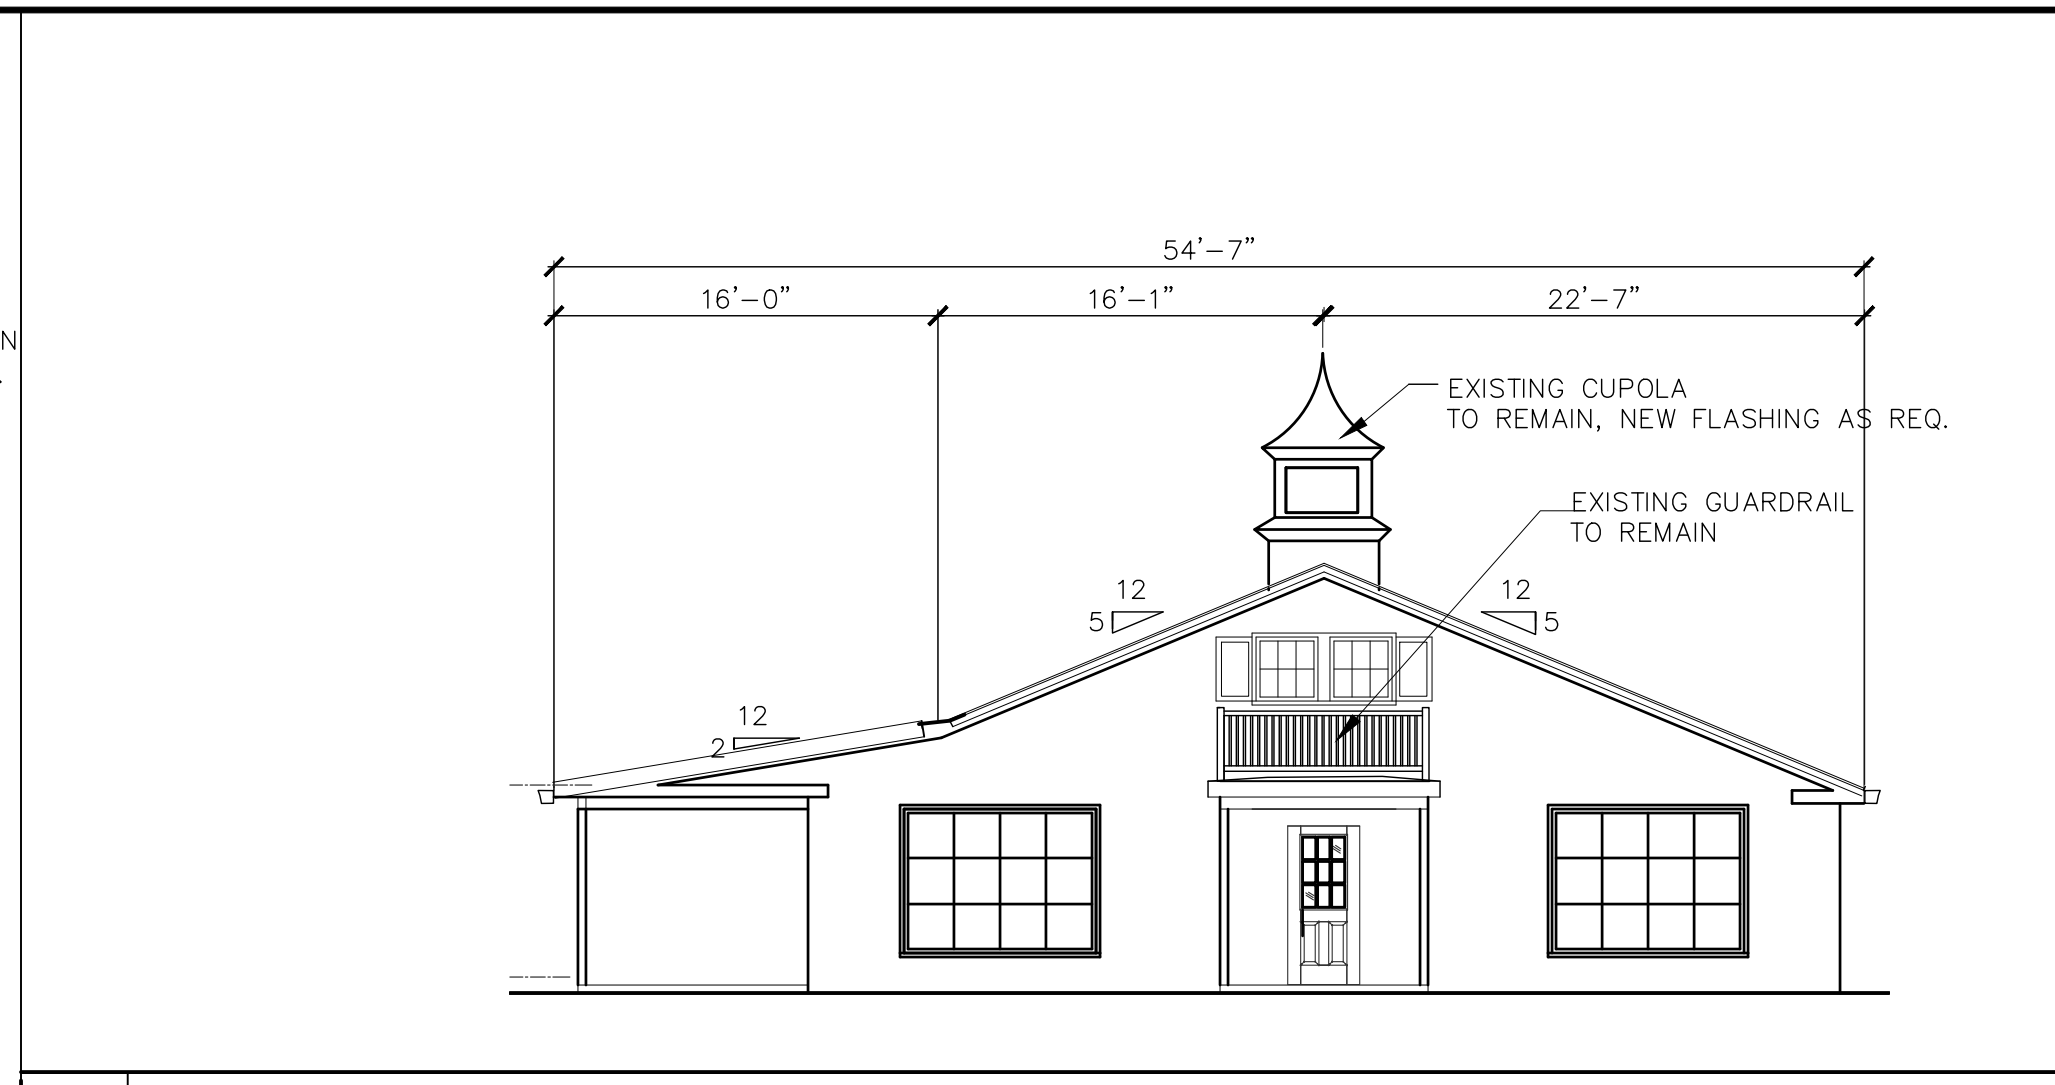 54'-7"
16'-0"
16'-1"
22'-7"
N
EXISTING CUPOLA
TO REMAIN, NEW FLASHING AS REQ.
EXISTING GUARDRAIL
TO REMAIN
12
5
12
5
12
2